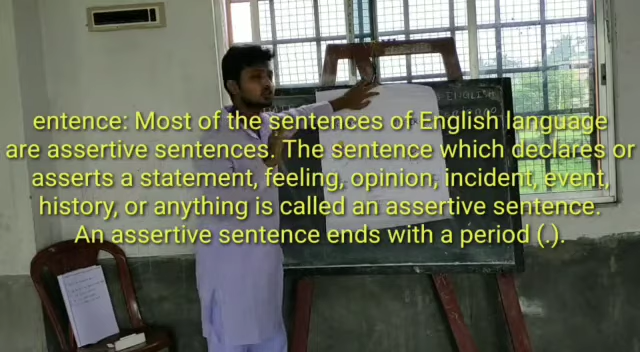 ENGLISH
entence: Most of the sentences of English language
are assertive sentences. The sentence which declares or
asserts a statement, feeling, opinion, incident, event,
history, or anything is called an assertive sentence.
An assertive sentence ends with a period (.).